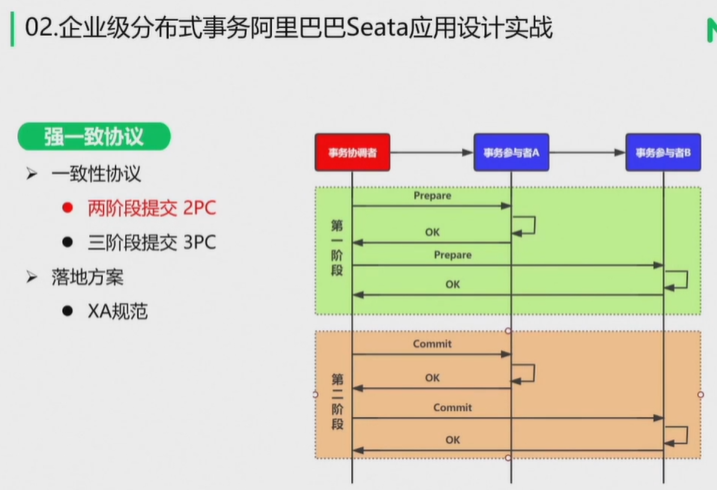 02.企业级分布式事务阿里巴巴Seata应用设计实战
强一致协议
一致性协议
两阶段提交 2PC
三阶段提交 3PC
落地方案
XA规范
事务协调者
事务参与者A
事务参与者B
第一阶段
Prepare
OK
Prepare
OK
第二阶段
Commit
OK
Commit
OK